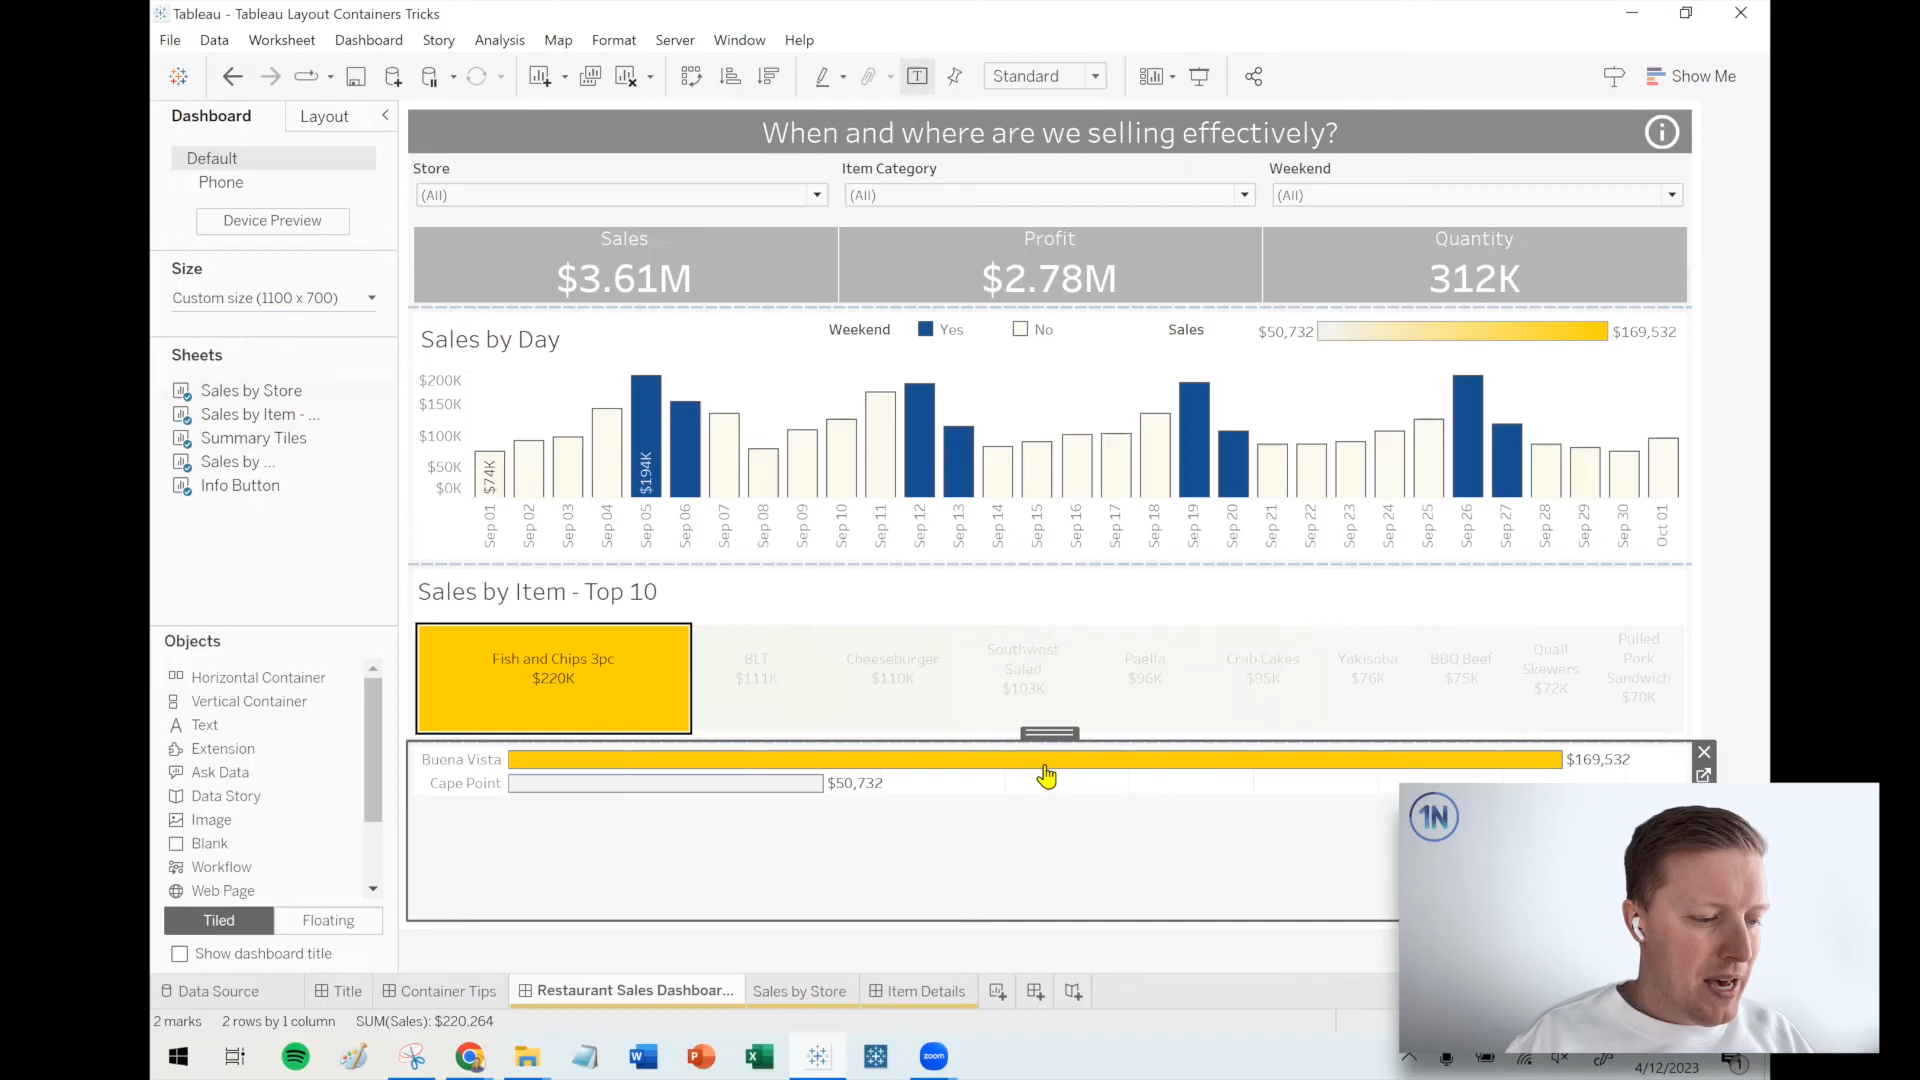 Tableau - Tableau Layout Containers Tricks
File Data Worksheet Dashboard Story Analysis Map Format Server Window Help
Standard
Show Me
Dashboard Layout
Default
Phone
Device Preview
Size
Custom size (1100 x 700)
Sheets
Sales by Store
Sales by Item - ...
Summary Tiles
Sales by ...
Info Button
Objects
Horizontal Container
Vertical Container
Text
Extension
Ask Data
Data Story
Image
Blank
Workflow
Web Page
Tiled Floating
Show dashboard title
When and where are we selling effectively?
Store Item Category Weekend
(All) (All) (All)
Sales Profit Quantity
$3.61M $2.78M 312K
Sales by Day
Weekend Yes No Sales $50,732 $169,532
$200K
$150K
$100K
$50K
$0K
$74K $194K
Sep 01 Sep 02 Sep 03 Sep 04 Sep 05 Sep 06 Sep 07 Sep 08 Sep 09 Sep 10 Sep 11 Sep 12 Sep 13 Sep 14 Sep 15 Sep 16 Sep 17 Sep 18 Sep 19 Sep 20 Sep 21 Sep 22 Sep 23 Sep 24 Sep 25 Sep 26 Sep 27 Sep 28 Sep 29 Sep 30 Oct 01
Sales by Item - Top 10
Fish and Chips 3pc
$220K
BLT
$111K
Cheeseburger
$110K
Southwest
Salad
$103K
Paella
$96K
Crab Cakes
$95K
Yakisoba
$76K
BBQ Beef
$75K
Quail
Skewers
$72K
Pulled
Pork
Sandwich
$70K
Buena Vista $169,532
Cape Point $50,732
1N
Data Source Title Container Tips Restaurant Sales Dashboar... Sales by Store Item Details
2 marks 2 rows by 1 column SUM(Sales): $220,264
zoom
4/12/2023
1